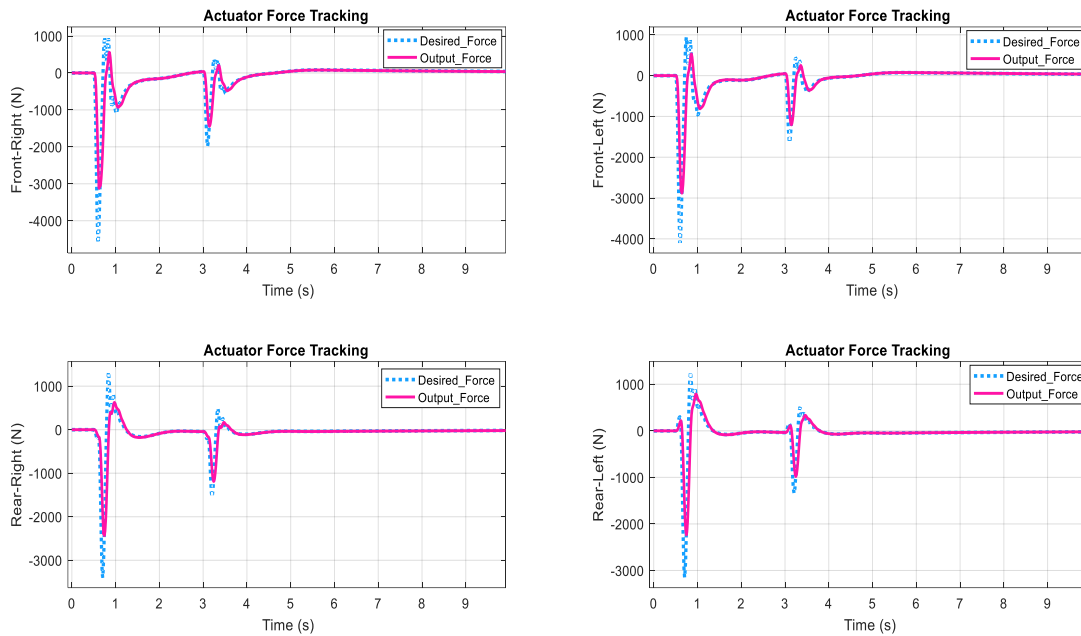 Actuator Force Tracking
1000
0
-1000
-2000
-3000
-4000
Front-Right (N)
Desired_Force
Output_Force
0 1 2 3 4 5 6 7 8 9
Time (s)
Actuator Force Tracking
1000
0
-1000
-2000
-3000
-4000
Front-Left (N)
Desired_Force
Output_Force
0 1 2 3 4 5 6 7 8 9
Time (s)
Actuator Force Tracking
1000
0
-1000
-2000
-3000
Rear-Right (N)
Desired_Force
Output_Force
0 1 2 3 4 5 6 7 8 9
Time (s)
Actuator Force Tracking
1000
0
-1000
-2000
-3000
Rear-Left (N)
Desired_Force
Output_Force
0 1 2 3 4 5 6 7 8 9
Time (s)